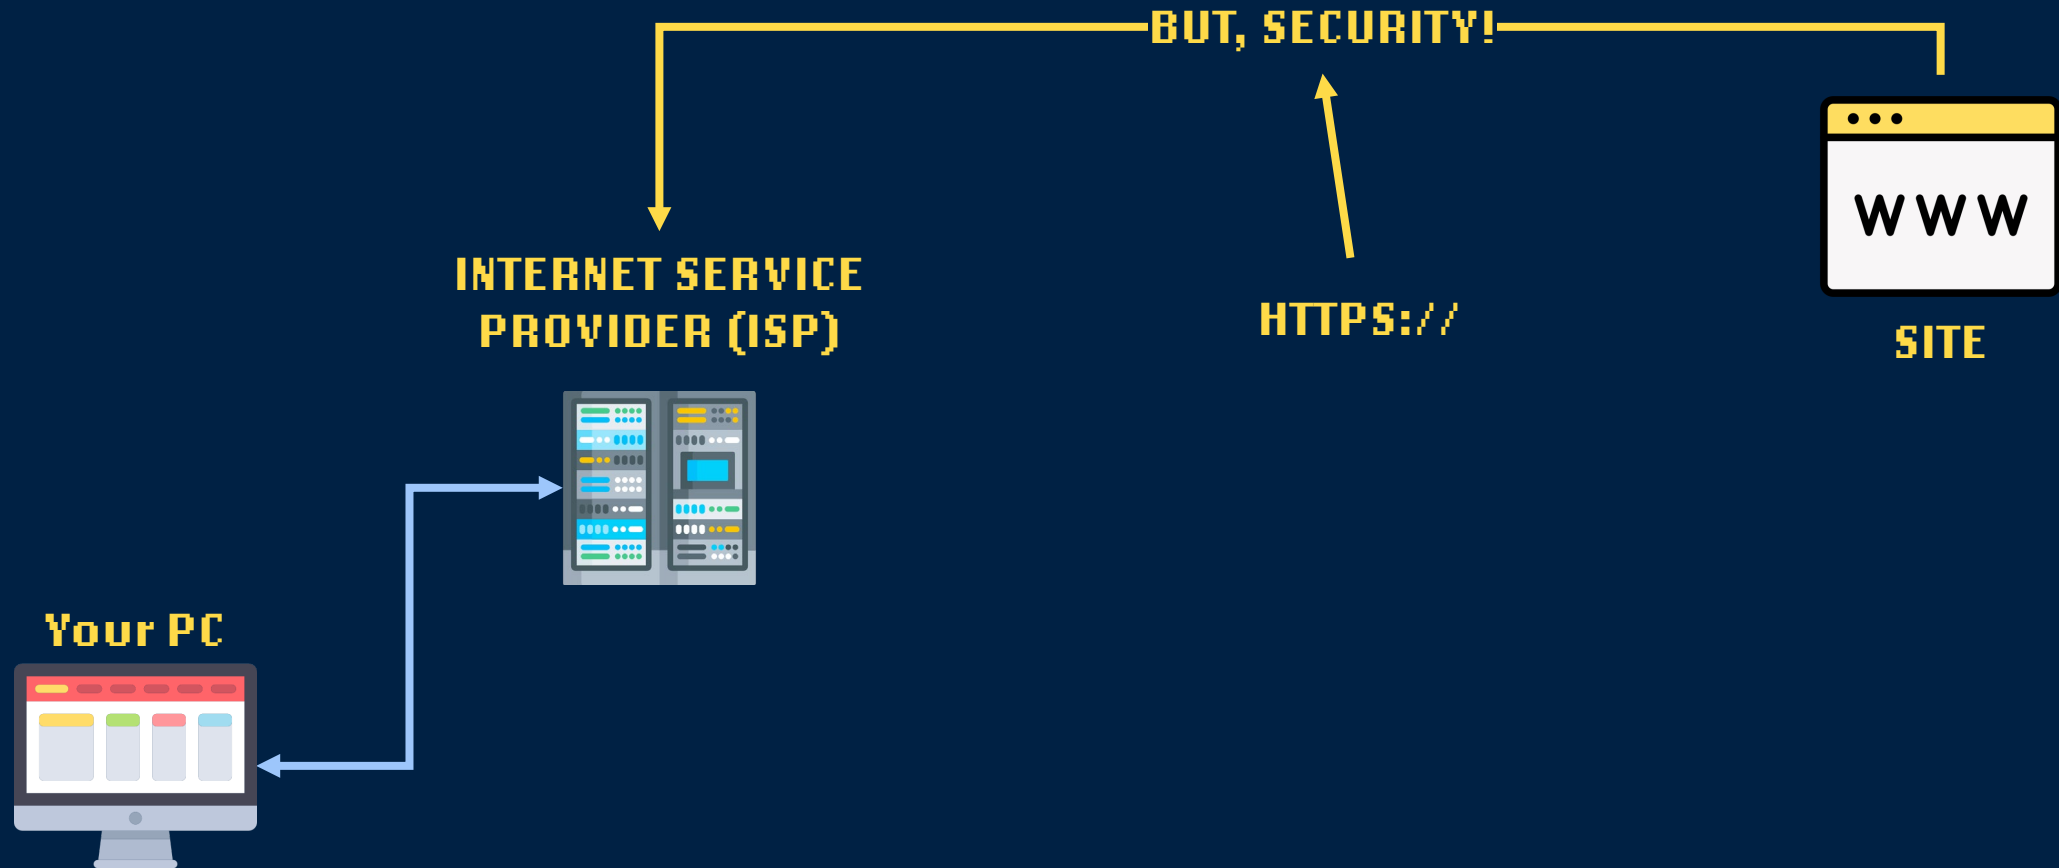 BUT, SECURITY!
WWW
INTERNET SERVICE
PROVIDER (ISP)
HTTPS://
SITE
Your PC